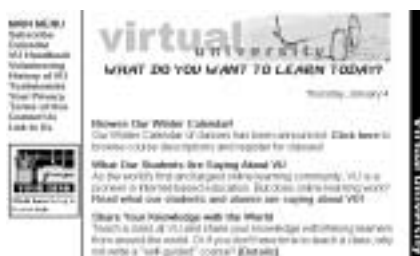 MAIN MENU
Subscribe
Calendar
VU Handbook
Volunteering
History of VU
Testimonials
Your Privacy
Terms of Use
Contact Us
Link to Us
virtual
university
WHAT DO YOU WANT TO LEARN TODAY?
Thursday, January 4
Browse Our Winter Calendar!
Our Winter Calendar of classes has been announced. Click here to
browse course descriptions and register for classes!
What Our Students Are Saying About VU
As the world's first and largest online learning community, VU is a
pioneer in Internet-based education. But does online learning work?
Read what our students and alumni are saying about VU!
Share Your Knowledge with the World
Teach a class at VU and share your knowledge with lifelong learners
from around the world. Or if you don't have time to teach a class, why
not write a "self-guided" course? [Details]